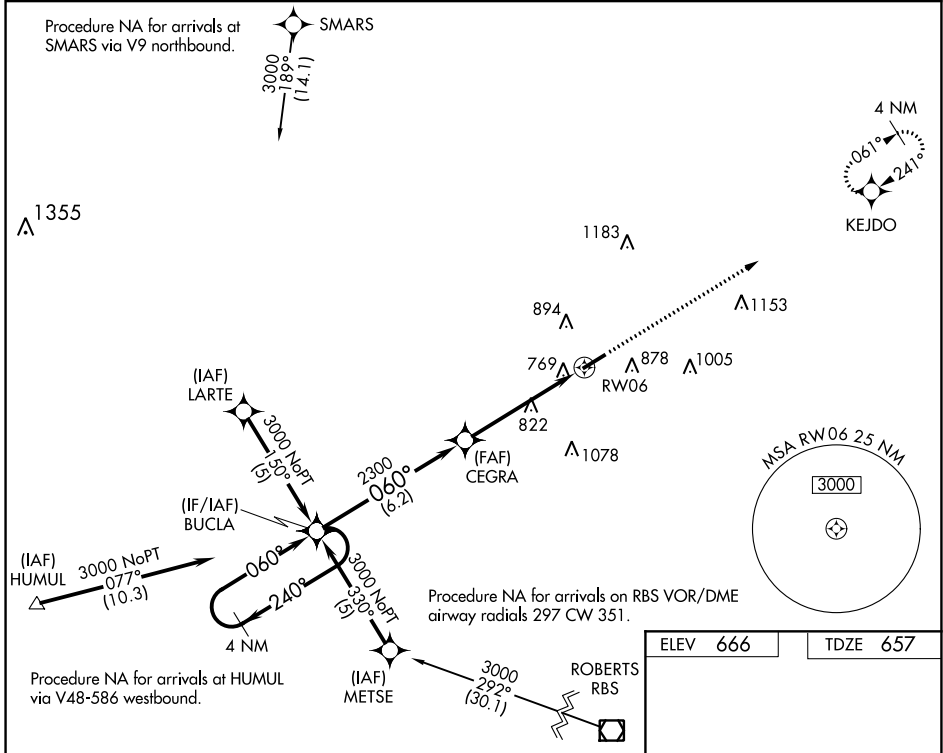 Procedure NA for arrivals at
SMARS via V9 northbound.
SMARS
3000
189°
(14.1)
4 NM
061°
241°
KEJDO
1355
1183
1153
894
769
878
1005
RW06
822
1078
(IAF)
LARTE
3000 NoPT
150°
(5)
2300
060°
(6.2)
(FAF)
CEGRA
MSA RW06 25 NM
3000
(IF/IAF)
BUCLA
(IAF)
HUMUL
3000 NoPT
077°
(10.3)
060°
240°
4 NM
3000 NoPT
330°
(5)
Procedure NA for arrivals on RBS VOR/DME
airway radials 297 CW 351.
(IAF)
METSE
3000
292°
(30.1)
ROBERTS
RBS
Procedure NA for arrivals at HUMUL
via V48-586 westbound.
ELEV 666
TDZE 657